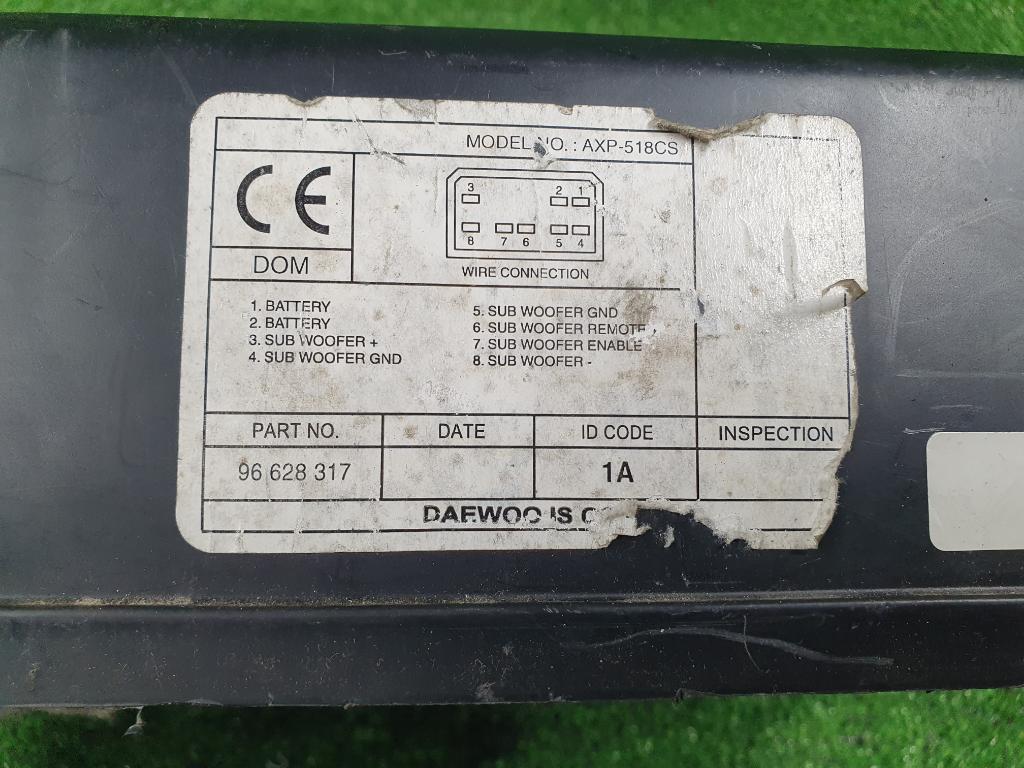 MODEL NO. : AXP-518CS
CE
3 2 1
8 7 6 5 4
DOM
WIRE CONNECTION
1. BATTERY
2. BATTERY
3. SUB WOOFER +
4. SUB WOOFER GND
5. SUB WOOFER GND
6. SUB WOOFER REMOTE
7. SUB WOOFER ENABLE
8. SUB WOOFER -
PART NO. DATE ID CODE INSPECTION
96 628 317 1A
DAEWOO IS